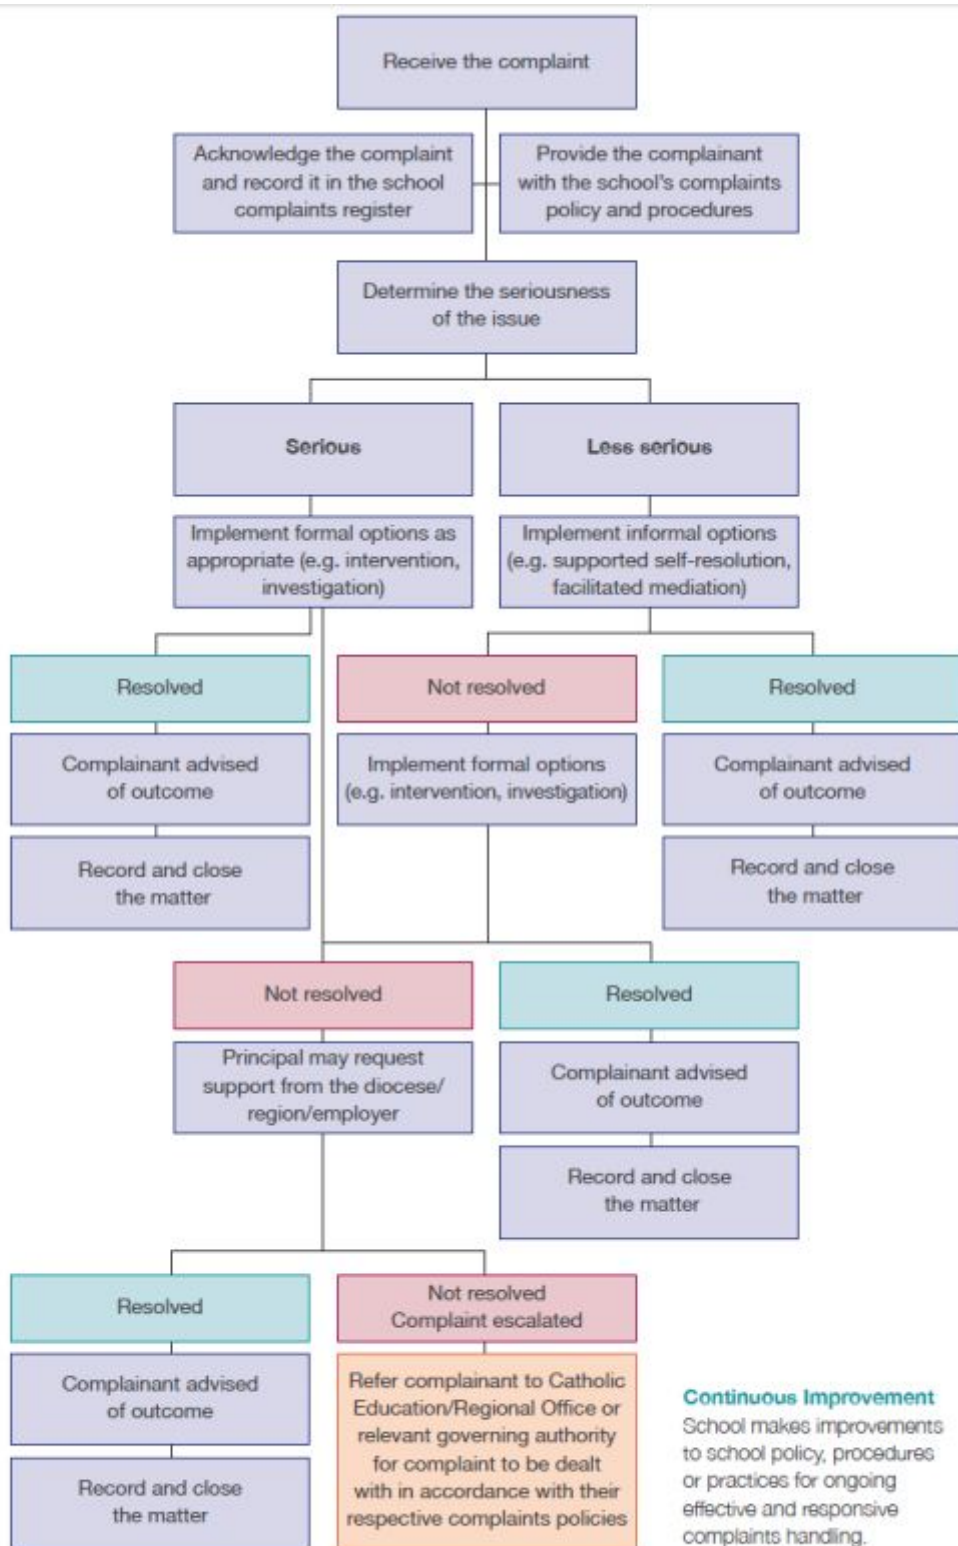 Receive the complaint
Acknowledge the complaint
and record it in the school
complaints register
Provide the complainant
with the school's complaints
policy and procedures
Determine the seriousness
of the issue
Serious
Less serious
Implement formal options as
appropriate (e.g. intervention,
investigation)
Implement informal options
(e.g. supported self-resolution,
facilitated mediation)
Resolved
Not resolved
Resolved
Complainant advised
of outcome
Implement formal options
(e.g. intervention, investigation)
Complainant advised
of outcome
Record and close
the matter
Record and close
the matter
Not resolved
Resolved
Principal may request
support from the diocese/
region/employer
Complainant advised
of outcome
Record and close
the matter
Resolved
Not resolved
Complaint escalated
Complainant advised
of outcome
Record and close
the matter
Refer complainant to Catholic
Education/Regional Office or
relevant governing authority
for complaint to be dealt
with in accordance with their
respective complaints policies
Continuous Improvement
School makes improvements
to school policy, procedures
or practices for ongoing
effective and responsive
complaints handling.